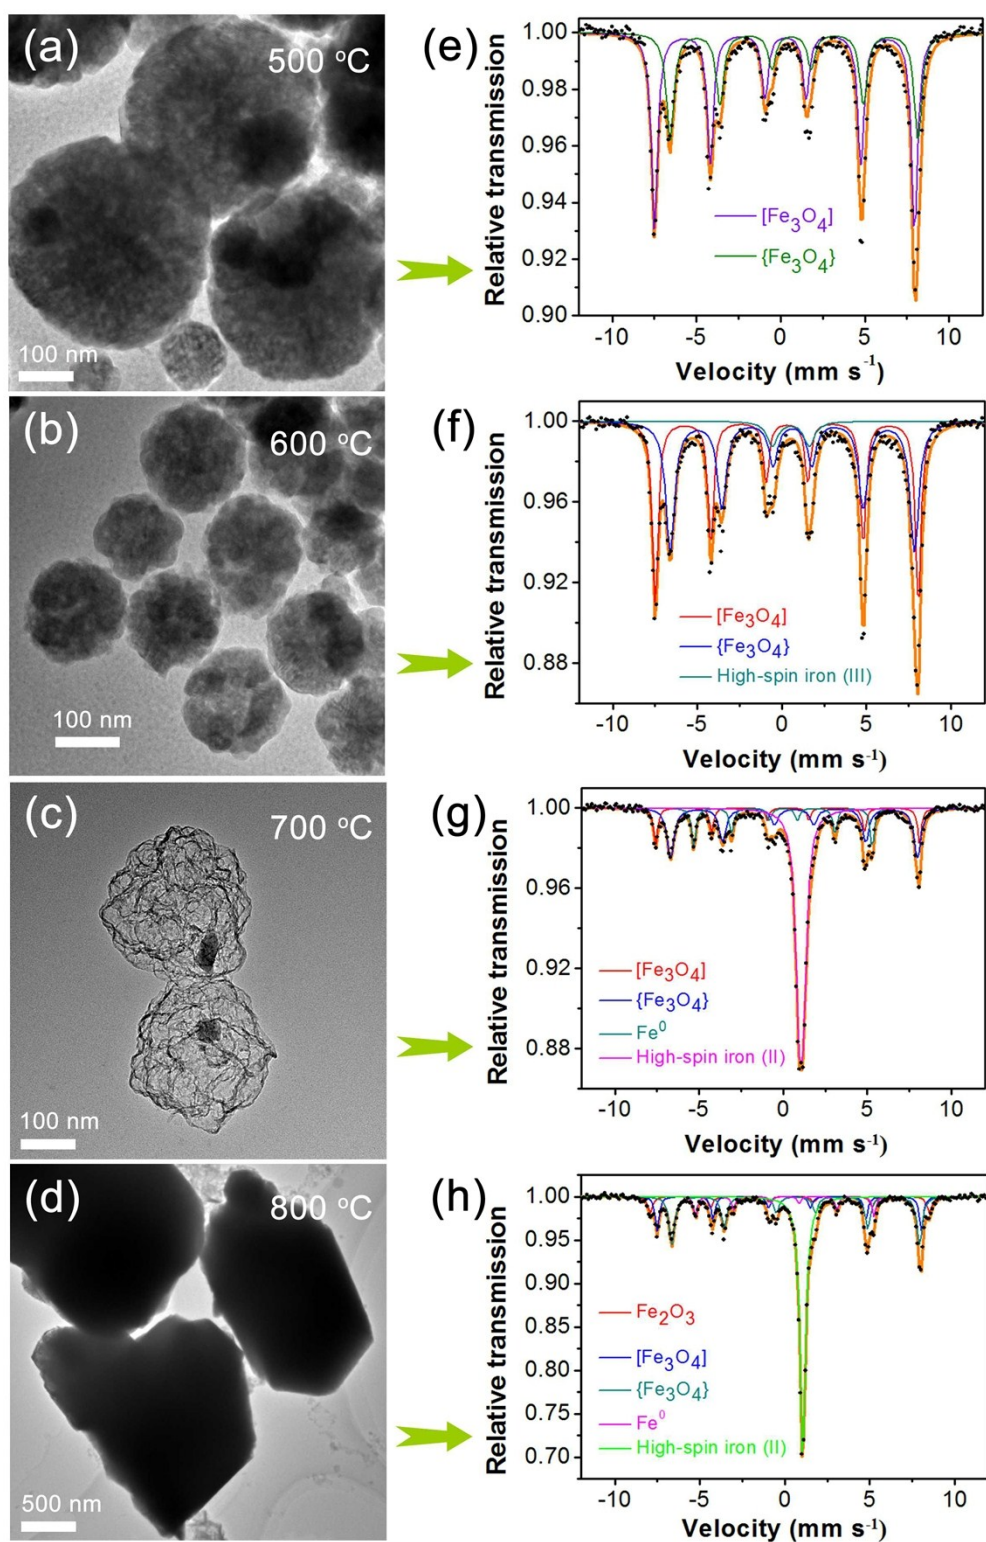 (a)
500 °C
100 nm
(e)
1.00
0.98
0.96
0.94
0.92
0.90
Relative transmission
[Fe₃O₄]
{Fe₃O₄}
-10 -5 0 5 10
Velocity (mm s⁻¹)
(b)
600 °C
100 nm
(f)
1.00
0.96
0.92
0.88
Relative transmission
[Fe₃O₄]
{Fe₃O₄}
High-spin iron (III)
-10 -5 0 5 10
Velocity (mm s⁻¹)
(c)
700 °C
100 nm
(g)
1.00
0.96
0.92
0.88
Relative transmission
[Fe₃O₄]
{Fe₃O₄}
Fe⁰
High-spin iron (II)
-10 -5 0 5 10
Velocity (mm s⁻¹)
(d)
800 °C
500 nm
(h)
1.00
0.95
0.90
0.85
0.80
0.75
0.70
Relative transmission
Fe₂O₃
[Fe₃O₄]
{Fe₃O₄}
Fe⁰
High-spin iron (II)
-10 -5 0 5 10
Velocity (mm s⁻¹)